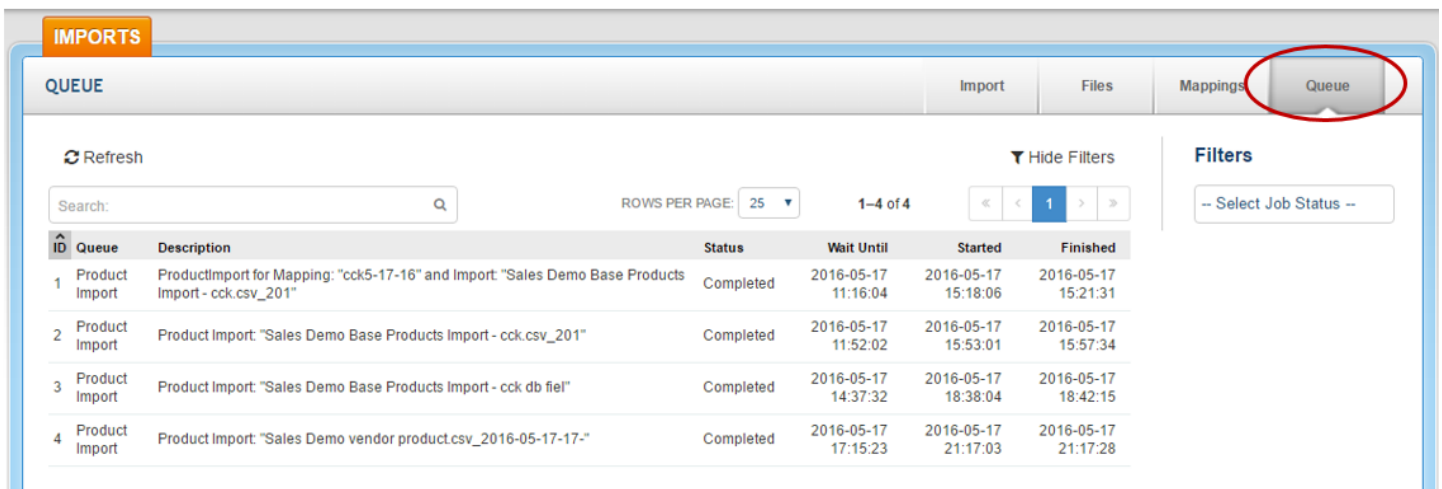 IMPORTS
QUEUE Import Files Mappings Queue
Refresh Hide Filters Filters
Search: ROWS PER PAGE: 25 1–4 of 4 « < 1 > » -- Select Job Status --
ID Queue Description Status Wait Until Started Finished
1 Product Import ProductImport for Mapping: "cck5-17-16" and Import: "Sales Demo Base Products Import - cck.csv_201" Completed 2016-05-17 11:16:04 2016-05-17 15:18:06 2016-05-17 15:21:31
2 Product Import Product Import: "Sales Demo Base Products Import - cck.csv_201" Completed 2016-05-17 11:52:02 2016-05-17 15:53:01 2016-05-17 15:57:34
3 Product Import Product Import: "Sales Demo Base Products Import - cck db fiel" Completed 2016-05-17 14:37:32 2016-05-17 18:38:04 2016-05-17 18:42:15
4 Product Import Product Import: "Sales Demo vendor product.csv_2016-05-17-17-" Completed 2016-05-17 17:15:23 2016-05-17 21:17:03 2016-05-17 21:17:28